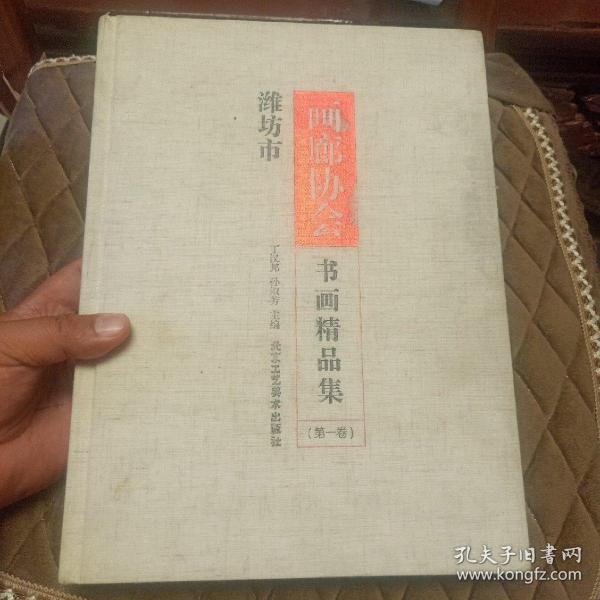 潍坊市
画廊协会
书画精品集
(第一卷)
丁汉邦 孙淑芳 主编 北京工艺美术出版社
孔夫子旧书网
www.kongfz.com